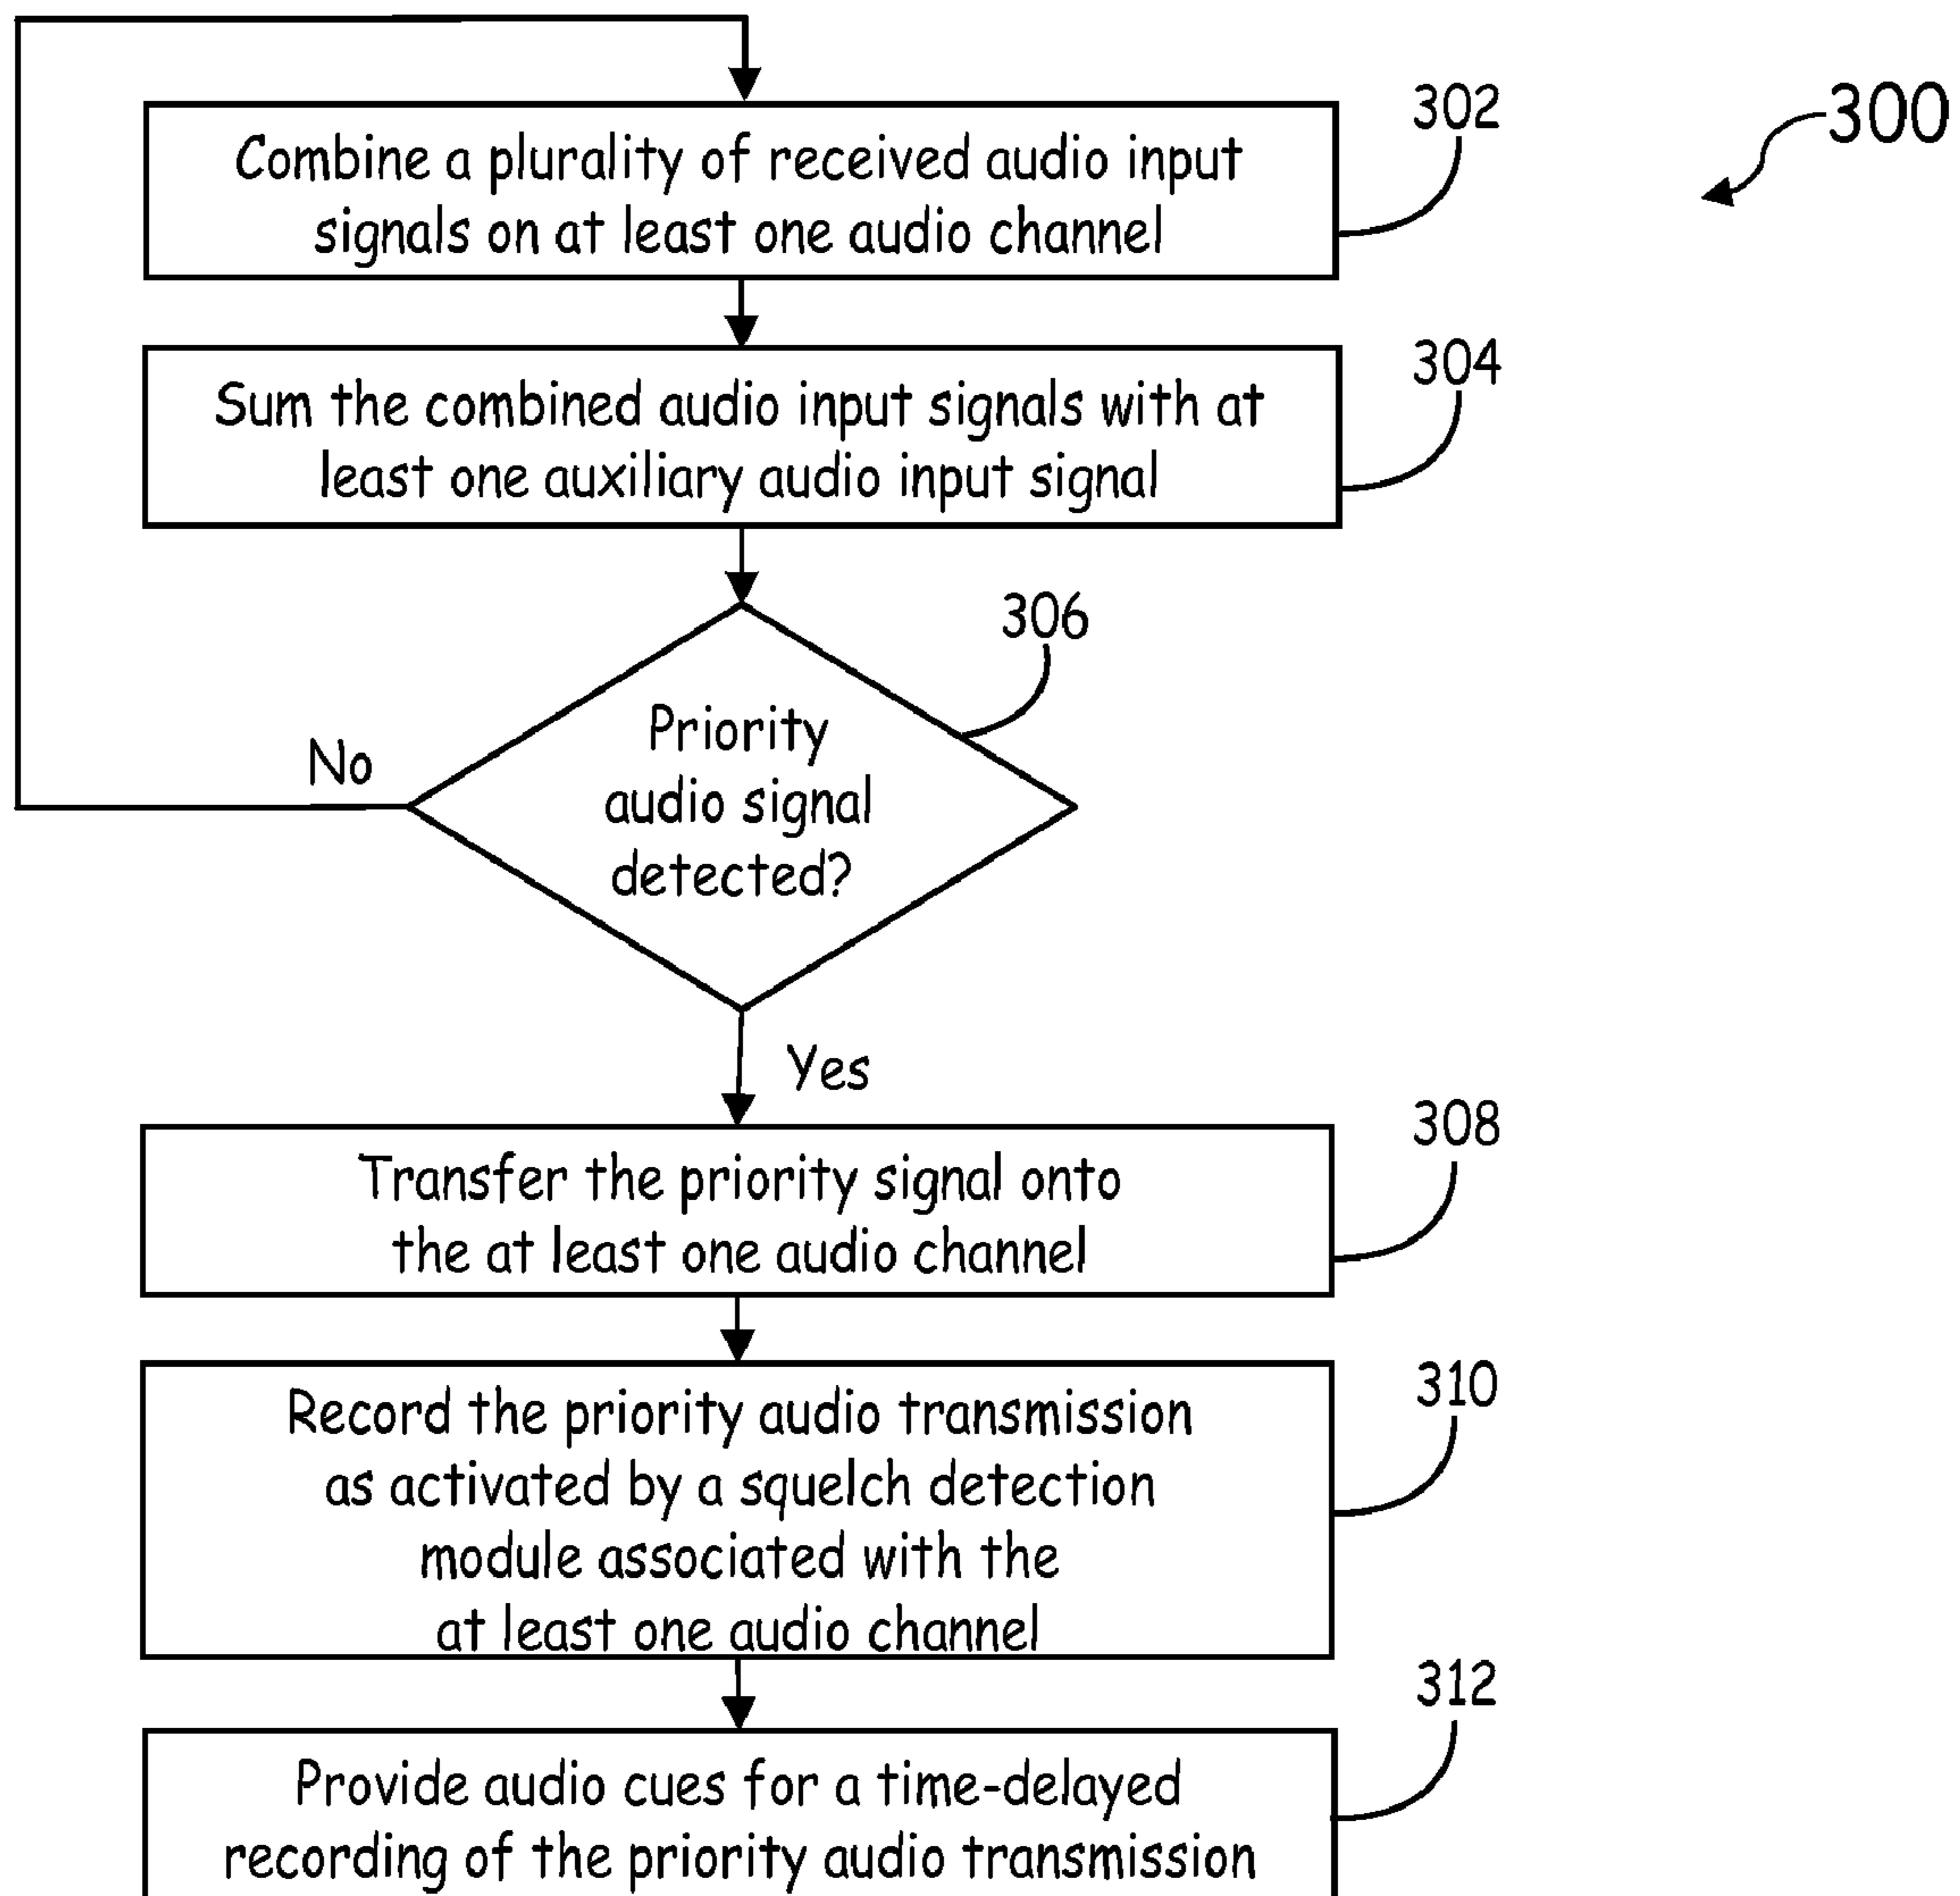 302
300
Combine a plurality of received audio input
signals on at least one audio channel
304
Sum the combined audio input signals with at
least one auxiliary audio input signal
306
Priority
audio signal
detected?
No
Yes
308
Transfer the priority signal onto
the at least one audio channel
310
Record the priority audio transmission
as activated by a squelch detection
module associated with the
at least one audio channel
312
Provide audio cues for a time-delayed
recording of the priority audio transmission